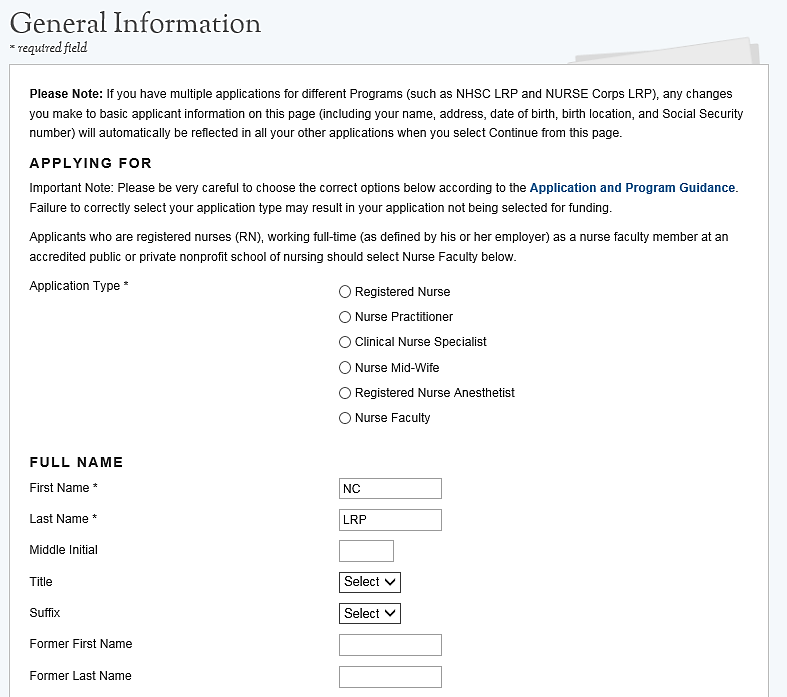 General Information
* required field
Please Note: If you have multiple applications for different Programs (such as NHSC LRP and NURSE Corps LRP), any changes
you make to basic applicant information on this page (including your name, address, date of birth, birth location, and Social Security
number) will automatically be reflected in all your other applications when you select Continue from this page.
APPLYING FOR
Important Note: Please be very careful to choose the correct options below according to the Application and Program Guidance.
Failure to correctly select your application type may result in your application not being selected for funding.
Applicants who are registered nurses (RN), working full-time (as defined by his or her employer) as a nurse faculty member at an
accredited public or private nonprofit school of nursing should select Nurse Faculty below.
Application Type *
Registered Nurse
Nurse Practitioner
Clinical Nurse Specialist
Nurse Mid-Wife
Registered Nurse Anesthetist
Nurse Faculty
FULL NAME
First Name * NC
Last Name * LRP
Middle Initial
Title Select
Suffix Select
Former First Name
Former Last Name